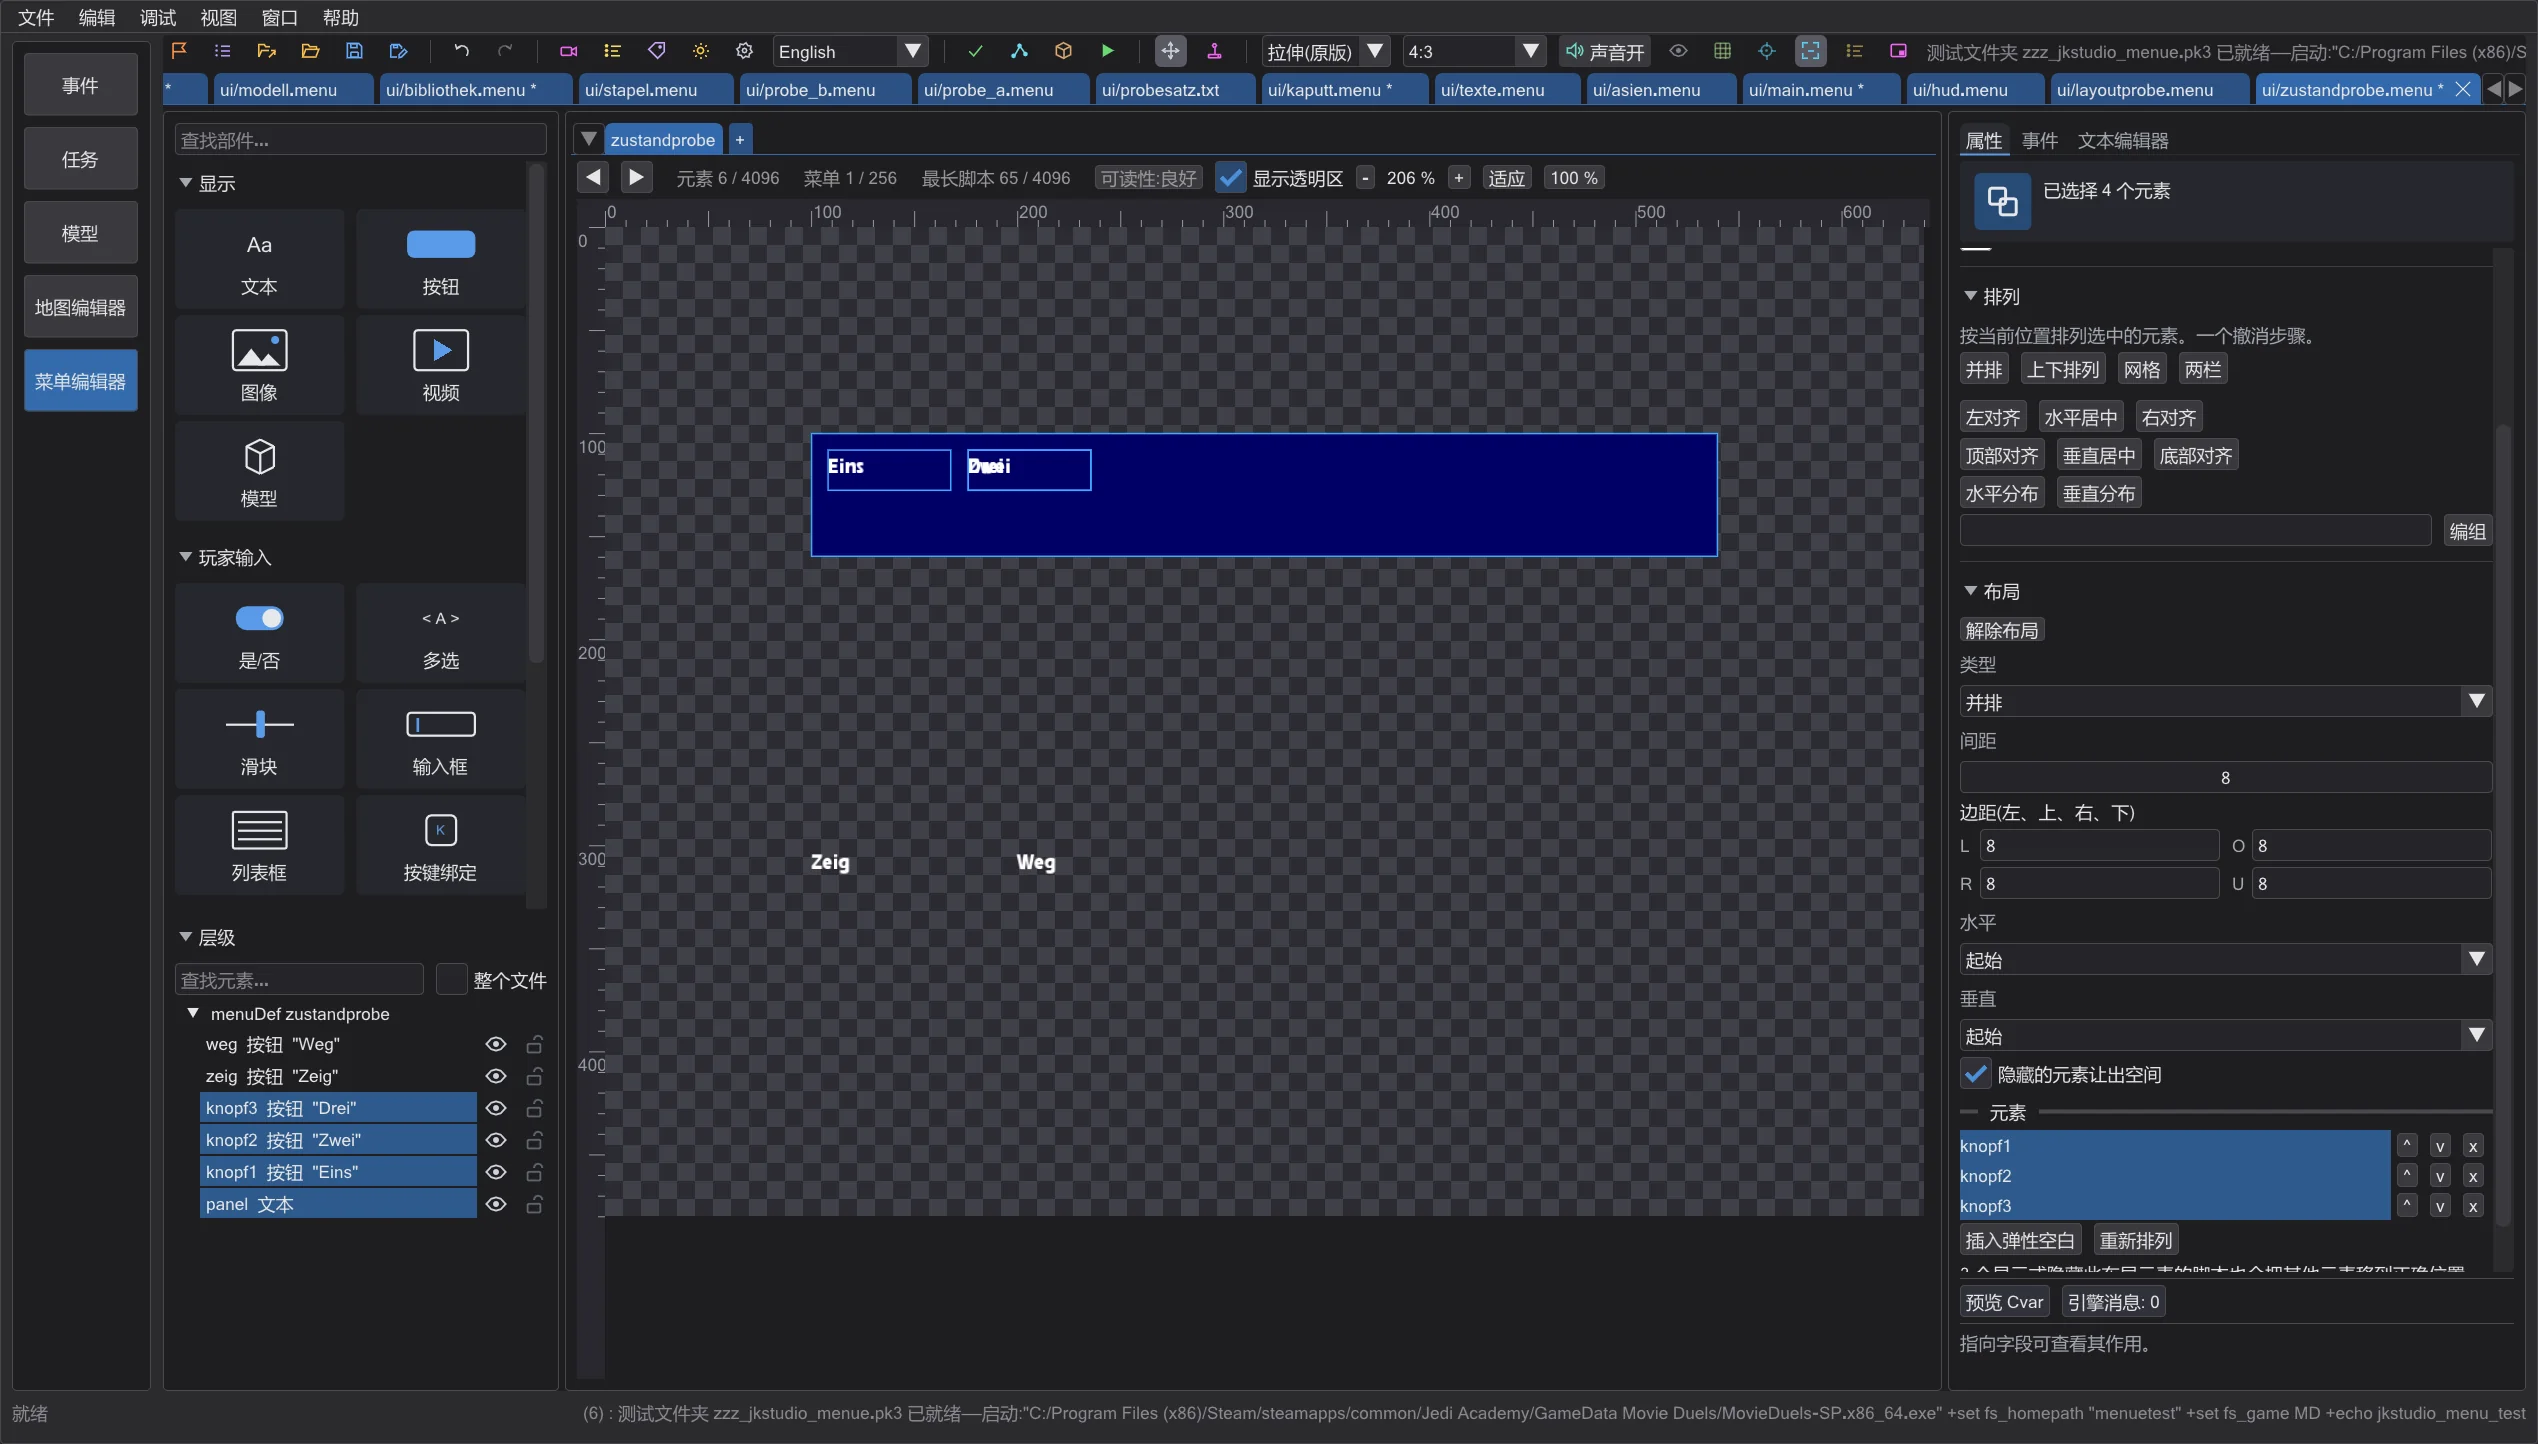 文件 编辑 调试 视图 窗口 帮助
English 拉伸(原版) 4:3 声音开 测试文件夹 zzz_jkstudio_menue.pk3 已就绪—启动:"C:/Program Files (x86)/S
* ui/modell.menu ui/bibliothek.menu * ui/stapel.menu ui/probe_b.menu ui/probe_a.menu ui/probesatz.txt ui/kaputt.menu * ui/texte.menu ui/asien.menu ui/main.menu * ui/hud.menu ui/layoutprobe.menu ui/zustandprobe.menu *
事件
任务
模型
地图编辑器
菜单编辑器
查找部件...
显示
Aa
文本 按钮
图像 视频
模型
玩家输入
< A >
是/否 多选
滑块 输入框
K
列表框 按键绑定
层级
查找元素... 整个文件
menuDef zustandprobe
weg 按钮 "Weg"
zeig 按钮 "Zeig"
knopf3 按钮 "Drei"
knopf2 按钮 "Zwei"
knopf1 按钮 "Eins"
panel 文本
zustandprobe +
元素 6 / 4096 菜单 1 / 256 最长脚本 65 / 4096 可读性:良好 显示透明区 - 206 % + 适应 100 %
0 100 200 300 400 500 600
0
100
200
300
400
Eins
Zeig Weg
属性 事件 文本编辑器
已选择 4 个元素
排列
按当前位置排列选中的元素。一个撤消步骤。
并排 上下排列 网格 两栏
左对齐 水平居中 右对齐
顶部对齐 垂直居中 底部对齐
水平分布 垂直分布
编组
布局
解除布局
类型
并排
间距
8
边距(左、上、右、下)
L 8 O 8
R 8 U 8
水平
起始
垂直
起始
隐藏的元素让出空间
元素
knopf1 ^ v x
knopf2 ^ v x
knopf3 ^ v x
插入弹性空白 重新排列
预览 Cvar 引擎消息: 0
指向字段可查看其作用。
就绪 (6) : 测试文件夹 zzz_jkstudio_menue.pk3 已就绪—启动:"C:/Program Files (x86)/Steam/steamapps/common/Jedi Academy/GameData Movie Duels/MovieDuels-SP.x86_64.exe" +set fs_homepath "menuetest" +set fs_game MD +echo jkstudio_menu_test